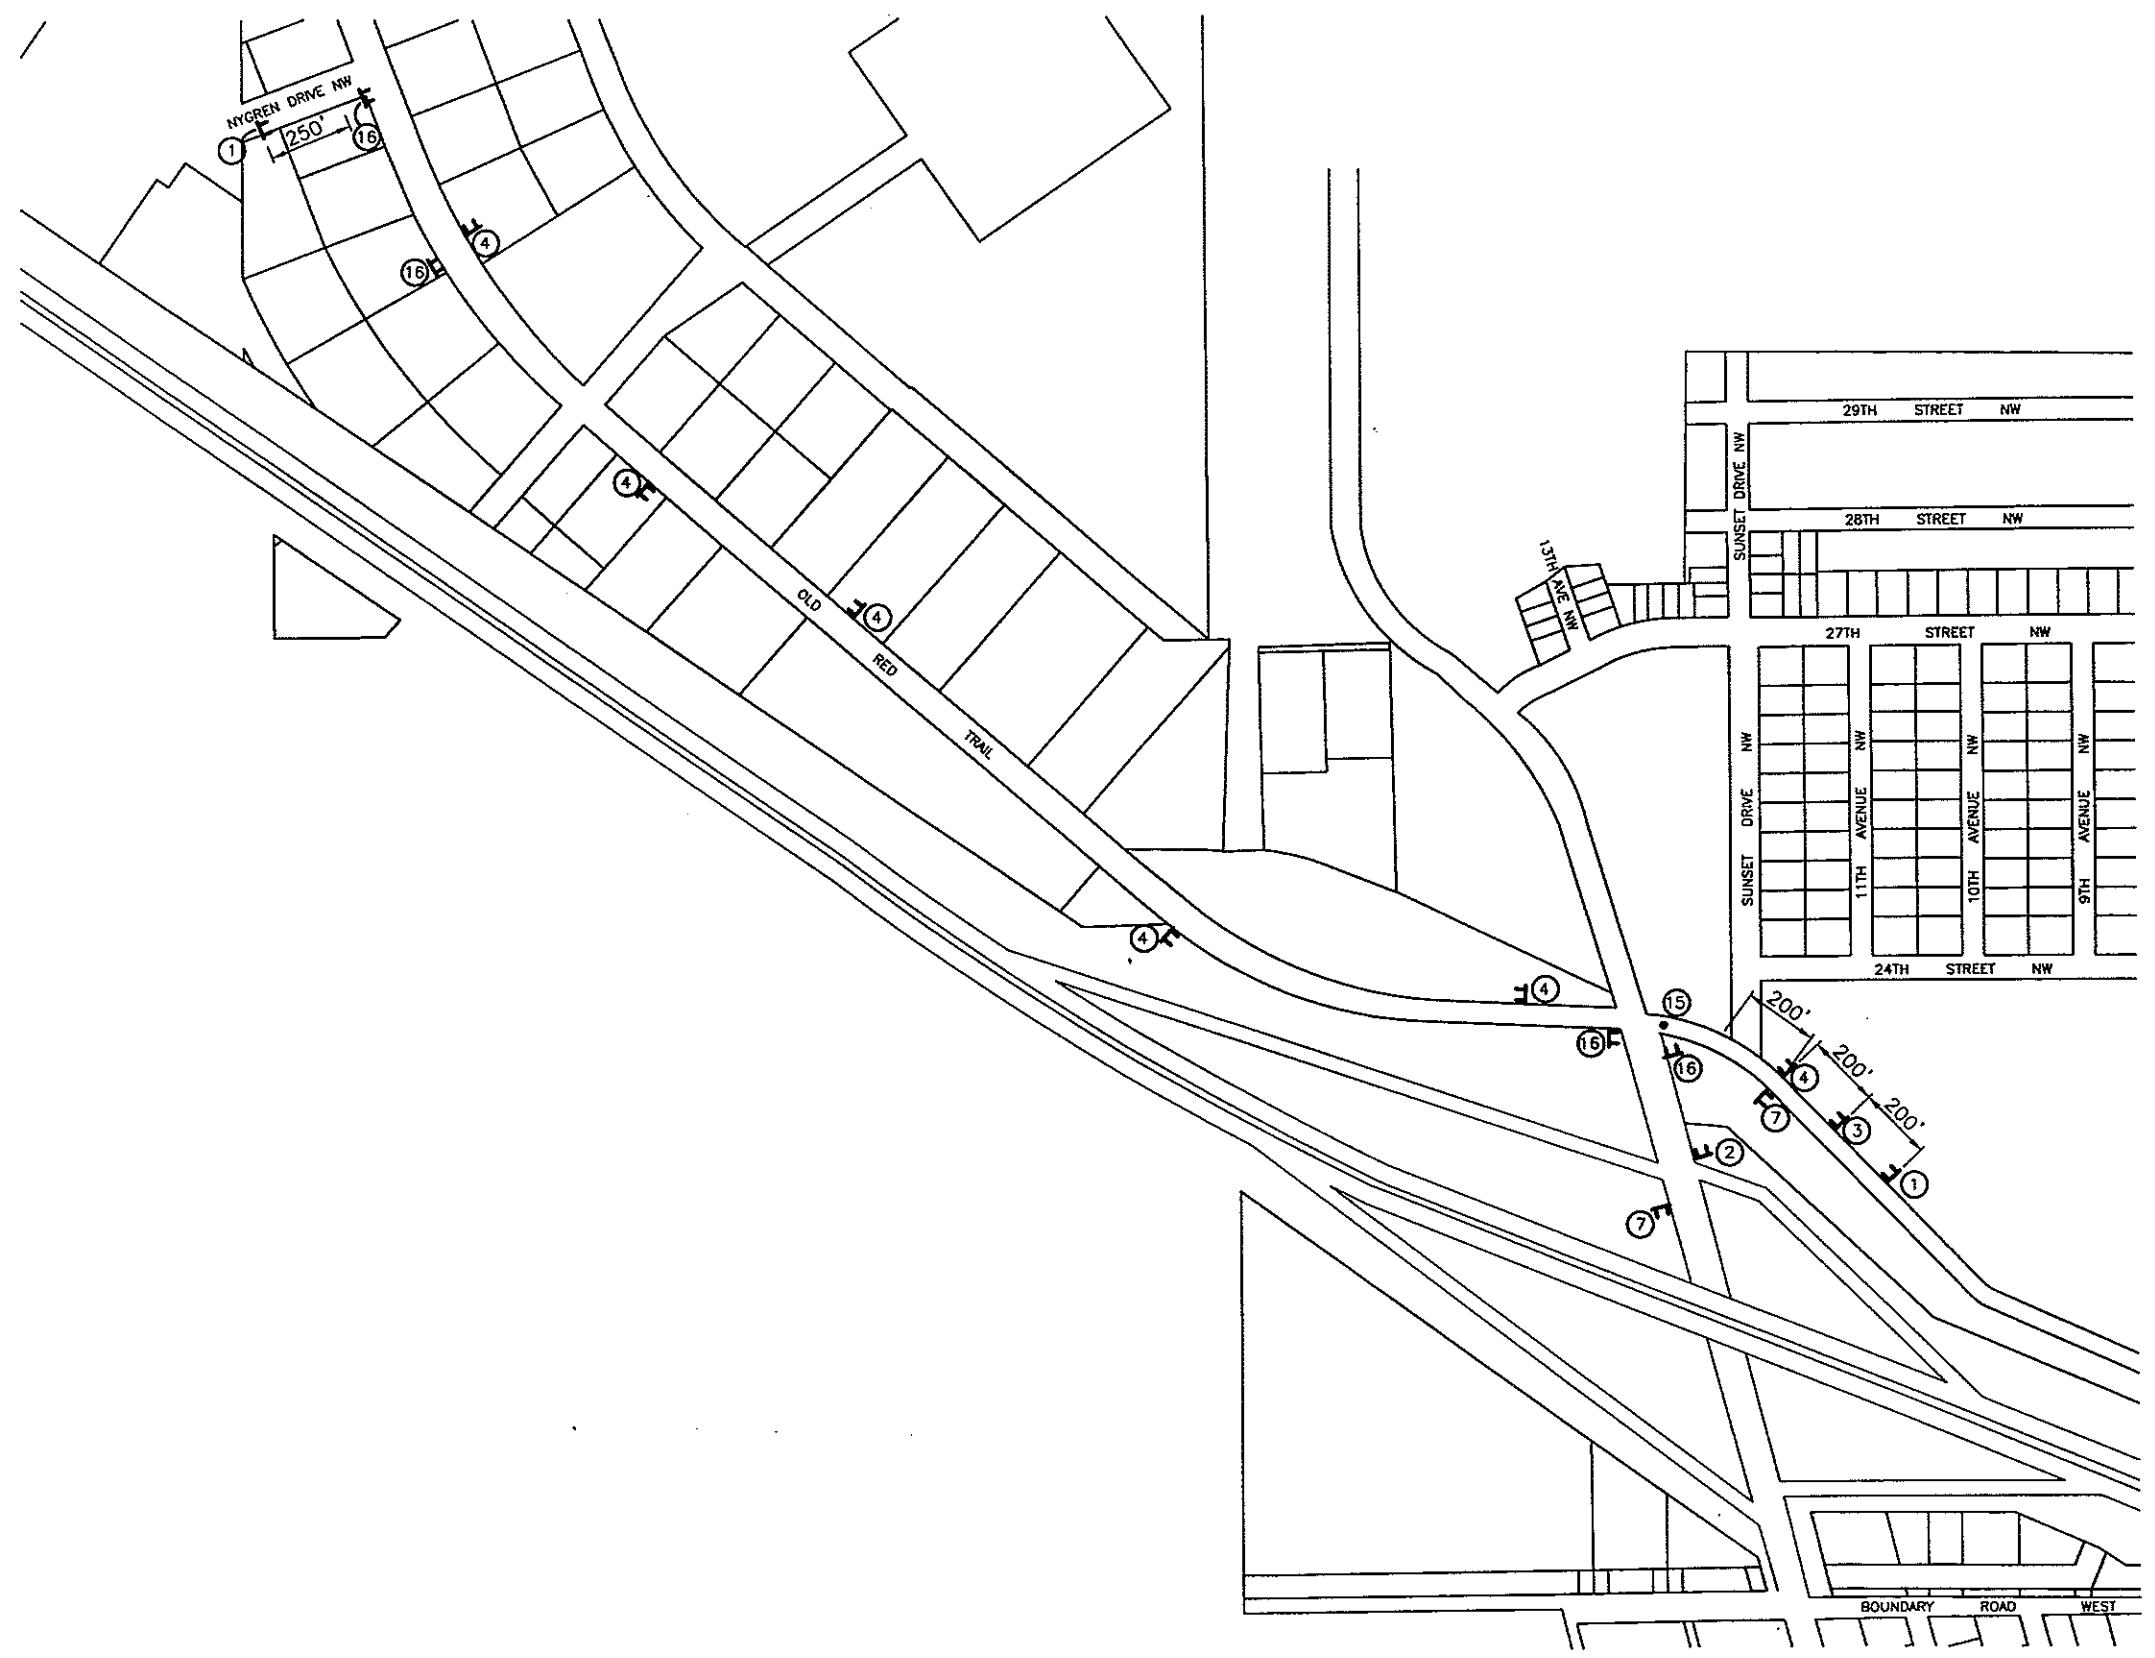 NYGREN DRIVE NW
250'
1
16
4
16
4
4
OLD RED TRAIL
4
4
16
15
16
200'
200'
200'
4
7
3
2
1
7
29TH STREET NW
SUNSET DRIVE NW
28TH STREET NW
13TH AVE NW
27TH STREET NW
SUNSET DRIVE NW
11TH AVENUE NW
10TH AVENUE NW
9TH AVENUE NW
24TH STREET NW
BOUNDARY ROAD WEST